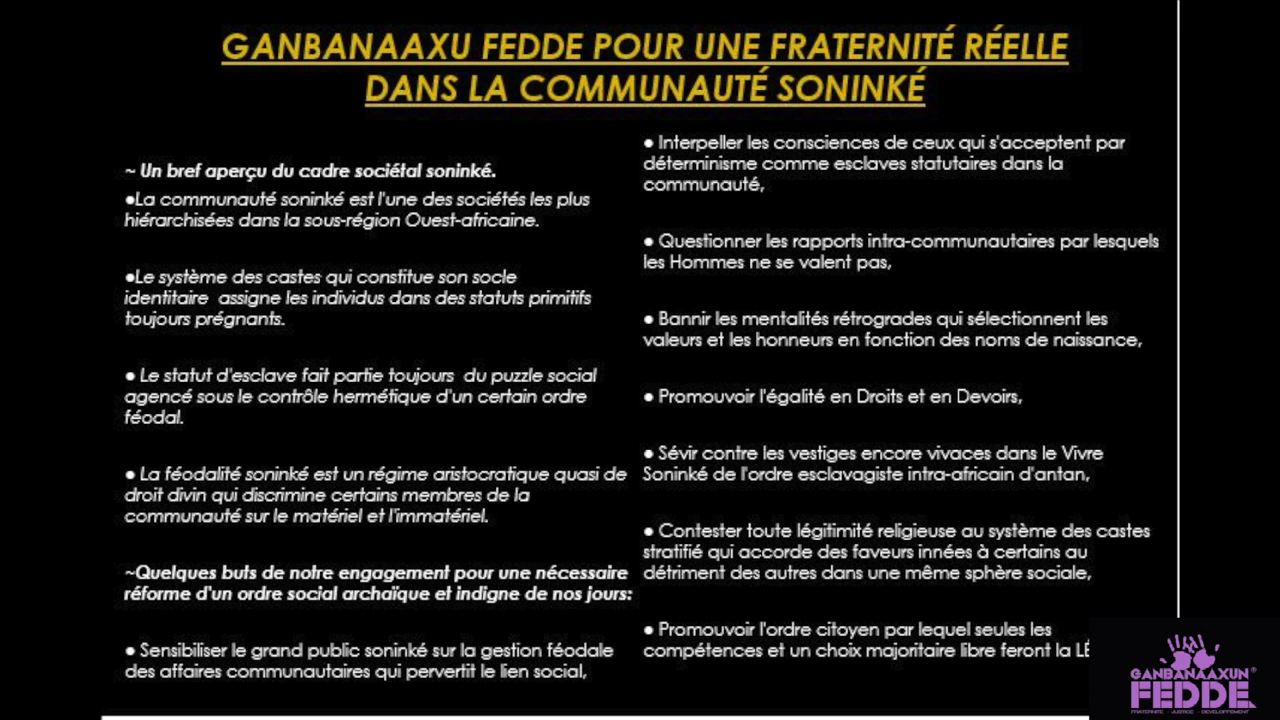 GANBANAAXU FEDDE POUR UNE FRATERNITÉ RÉELLE
DANS LA COMMUNAUTÉ SONINKÉ
~ Un bref aperçu du cadre sociétal soninké.
●La communauté soninké est l'une des sociétés les plus
hiérarchisées dans la sous-région Ouest-africaine.
●Le système des castes qui constitue son socle
identitaire assigne les individus dans des statuts primitifs
toujours prégnants.
● Le statut d'esclave fait partie toujours du puzzle social
agencé sous le contrôle hermétique d'un certain ordre
féodal.
● La féodalité soninké est un régime aristocratique quasi de
droit divin qui discrimine certains membres de la
communauté sur le matériel et l'immatériel.
~Quelques buts de notre engagement pour une nécessaire
réforme d'un ordre social archaïque et indigne de nos jours:
● Sensibiliser le grand public soninké sur la gestion féodale
des affaires communautaires qui pervertit le lien social,
● Interpeller les consciences de ceux qui s'acceptent par
déterminisme comme esclaves statutaires dans la
communauté,
● Questionner les rapports intra-communautaires par lesquels
les Hommes ne se valent pas,
● Bannir les mentalités rétrogrades qui sélectionnent les
valeurs et les honneurs en fonction des noms de naissance,
● Promouvoir l'égalité en Droits et en Devoirs,
● Sévir contre les vestiges encore vivaces dans le Vivre
Soninké de l'ordre esclavagiste intra-africain d'antan,
● Contester toute légitimité religieuse au système des castes
stratifié qui accorde des faveurs innées à certains au
détriment des autres dans une même sphère sociale,
● Promouvoir l'ordre citoyen par lequel seules les
compétences et un choix majoritaire libre feront la LÉ
GANBANAAXUN®
FEDDE
FRATERNITÉ - JUSTICE - DÉVELOPPEMENT